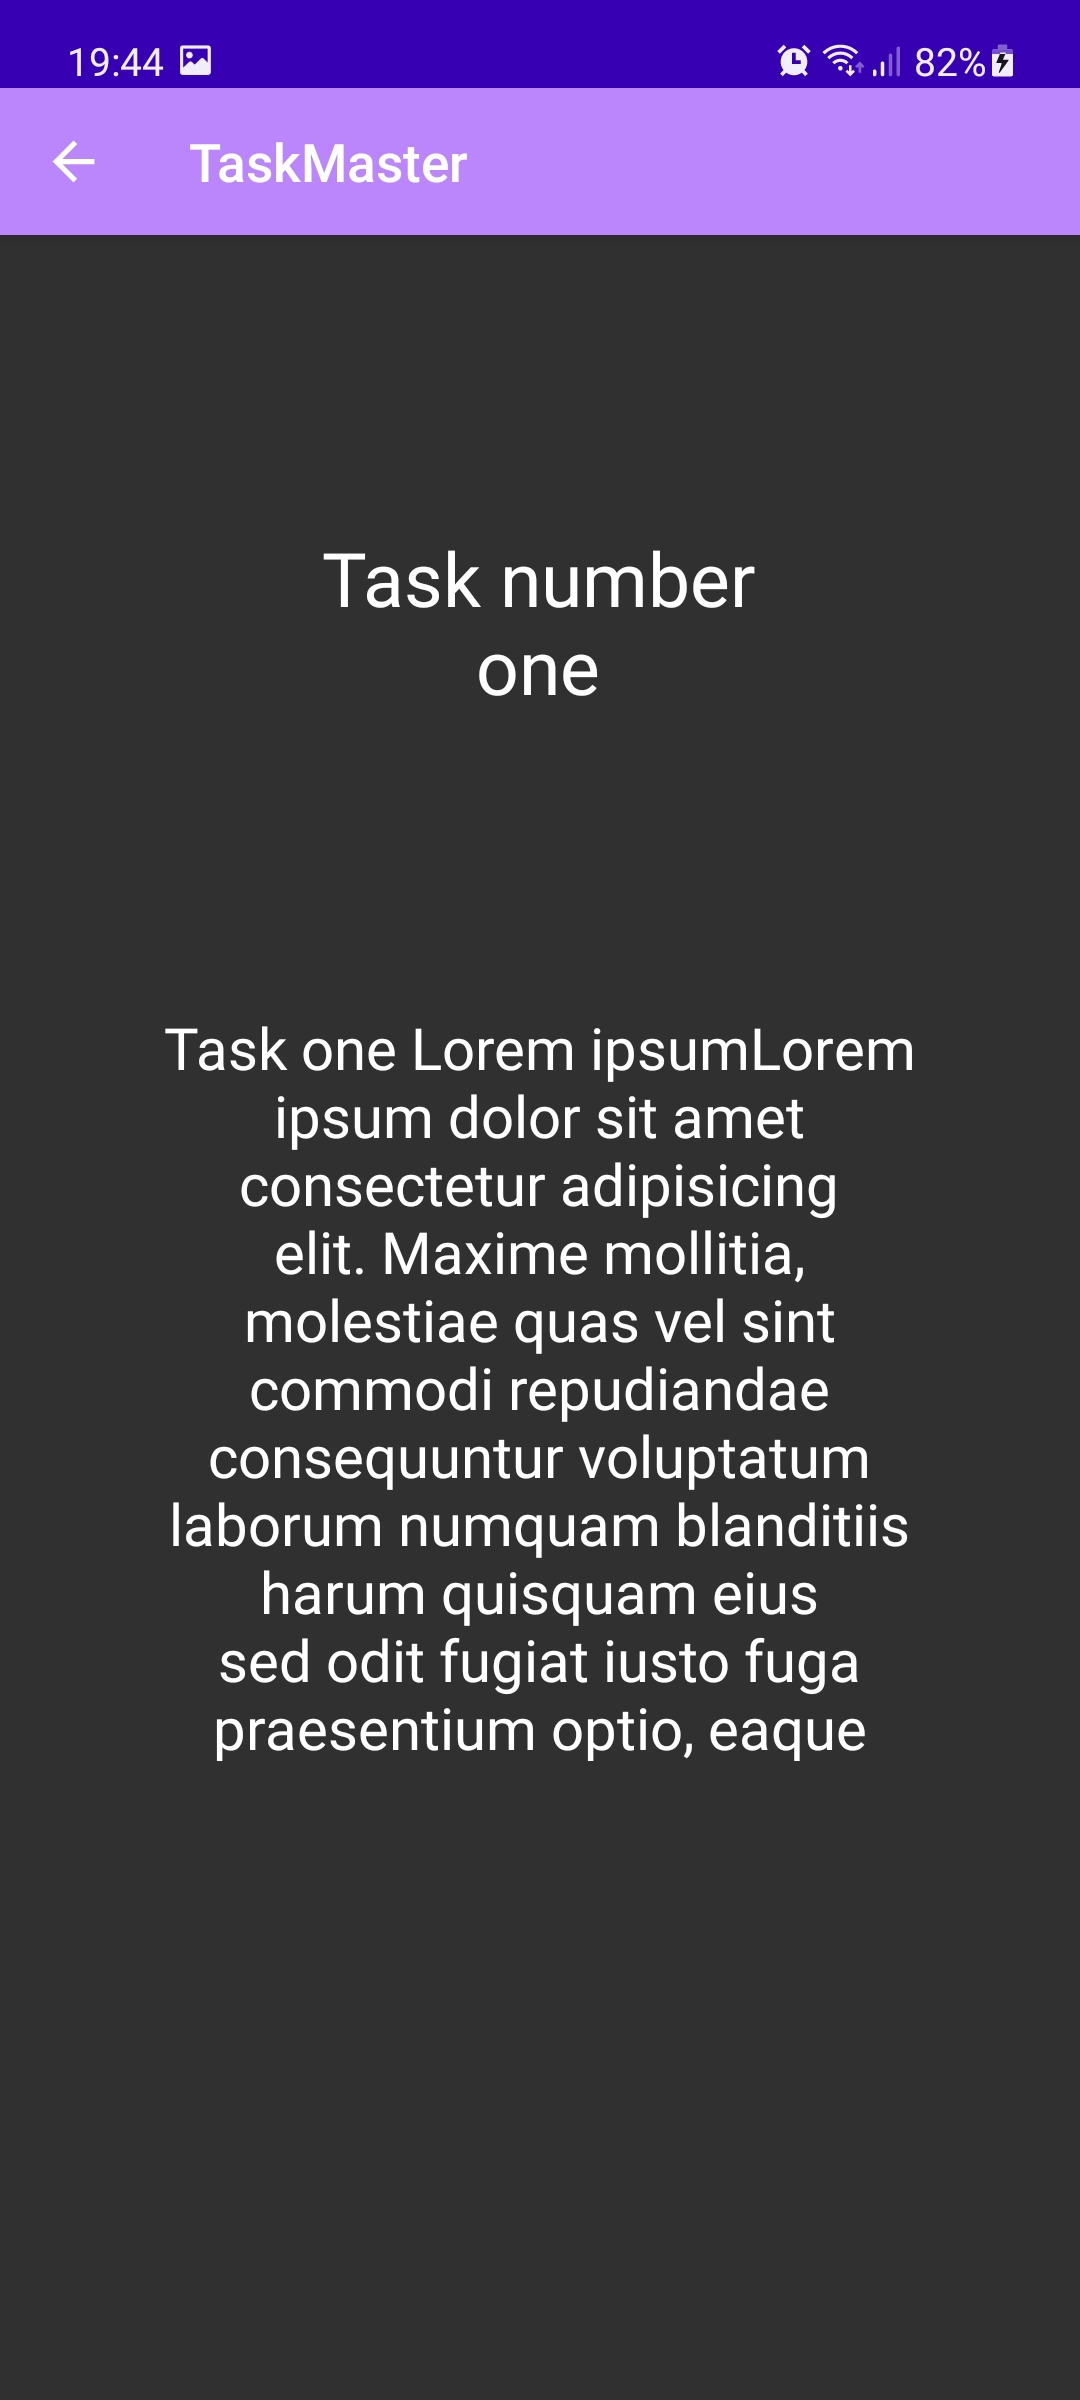 19:44 82%
TaskMaster
Task number
one
Task one Lorem ipsumLorem
ipsum dolor sit amet
consectetur adipisicing
elit. Maxime mollitia,
molestiae quas vel sint
commodi repudiandae
consequuntur voluptatum
laborum numquam blanditiis
harum quisquam eius
sed odit fugiat iusto fuga
praesentium optio, eaque